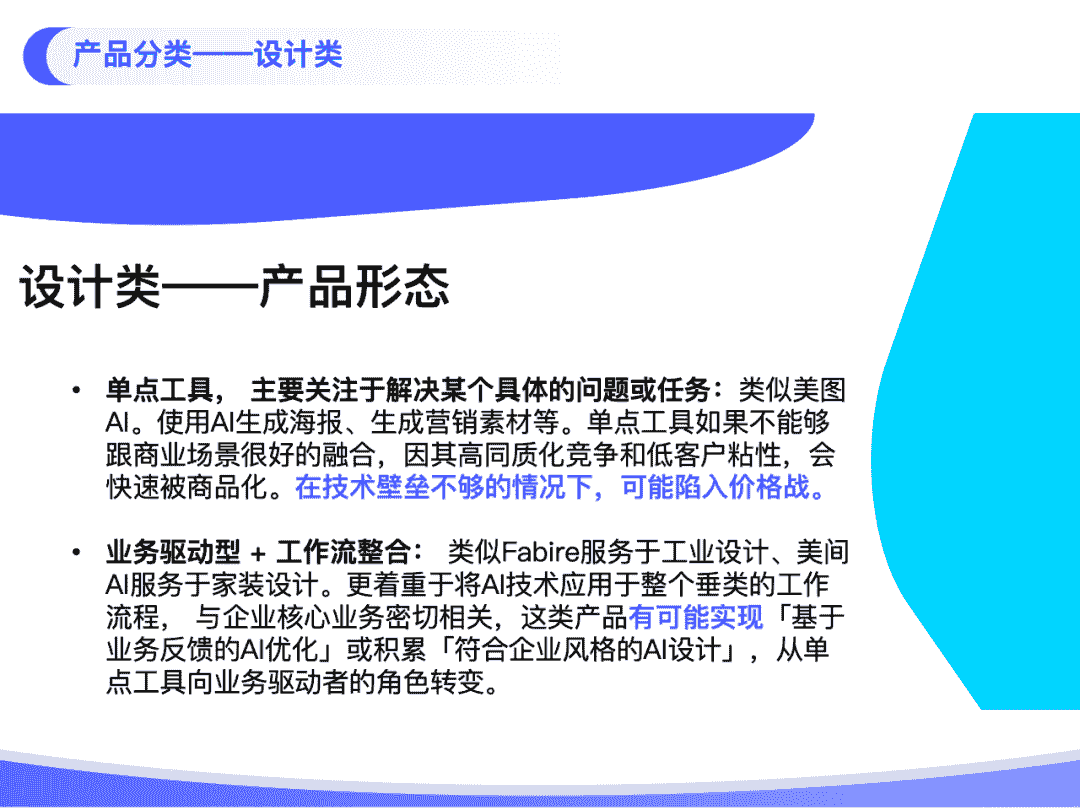 产品分类——设计类
设计类——产品形态
• 单点工具， 主要关注于解决某个具体的问题或任务：类似美图
AI。使用AI生成海报、生成营销素材等。单点工具如果不能够
跟商业场景很好的融合，因其高同质化竞争和低客户粘性，会
快速被商品化。在技术壁垒不够的情况下，可能陷入价格战。
• 业务驱动型 + 工作流整合： 类似Fabire服务于工业设计、美间
AI服务于家装设计。更着重于将AI技术应用于整个垂类的工作
流程， 与企业核心业务密切相关，这类产品有可能实现「基于
业务反馈的AI优化」或积累「符合企业风格的AI设计」，从单
点工具向业务驱动者的角色转变。